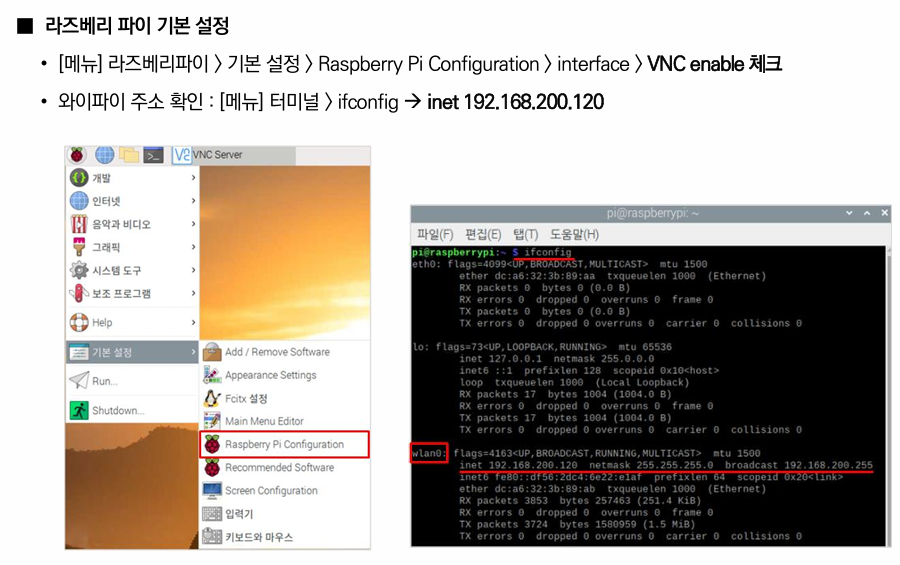 ■ 라즈베리 파이 기본 설정
• [메뉴] 라즈베리파이 > 기본 설정 > Raspberry Pi Configuration > interface > VNC enable 체크
• 와이파이 주소 확인 : [메뉴] 터미널 > ifconfig → inet 192.168.200.120
VNC Server
개발
인터넷
음악과 비디오
그래픽
시스템 도구
보조 프로그램
Help
기본 설정
Run...
Shutdown...
Add / Remove Software
Appearance Settings
Fcitx 설정
Main Menu Editor
Raspberry Pi Configuration
Recommended Software
Screen Configuration
입력기
키보드와 마우스
pi@raspberrypi: ~
파일(F) 편집(E) 탭(T) 도움말(H)
pi@raspberrypi:~ $ ifconfig
eth0: flags=4099<UP,BROADCAST,MULTICAST> mtu 1500
ether dc:a6:32:3b:89:aa txqueuelen 1000 (Ethernet)
RX packets 0 bytes 0 (0.0 B)
RX errors 0 dropped 0 overruns 0 frame 0
TX packets 0 bytes 0 (0.0 B)
TX errors 0 dropped 0 overruns 0 carrier 0 collisions 0
lo: flags=73<UP,LOOPBACK,RUNNING> mtu 65536
inet 127.0.0.1 netmask 255.0.0.0
inet6 ::1 prefixlen 128 scopeid 0x10<host>
loop txqueuelen 1000 (Local Loopback)
RX packets 17 bytes 1004 (1004.0 B)
RX errors 0 dropped 0 overruns 0 frame 0
TX packets 17 bytes 1004 (1004.0 B)
TX errors 0 dropped 0 overruns 0 carrier 0 collisions 0
wlan0: flags=4163<UP,BROADCAST,RUNNING,MULTICAST> mtu 1500
inet 192.168.200.120 netmask 255.255.255.0 broadcast 192.168.200.255
inet6 fe80::df56:2dc4:6e22:e1af prefixlen 64 scopeid 0x20<link>
ether dc:a6:32:3b:89:ab txqueuelen 1000 (Ethernet)
RX packets 3853 bytes 257463 (251.4 KiB)
RX errors 0 dropped 0 overruns 0 frame 0
TX packets 3724 bytes 1580959 (1.5 MiB)
TX errors 0 dropped 0 overruns 0 carrier 0 collisions 0